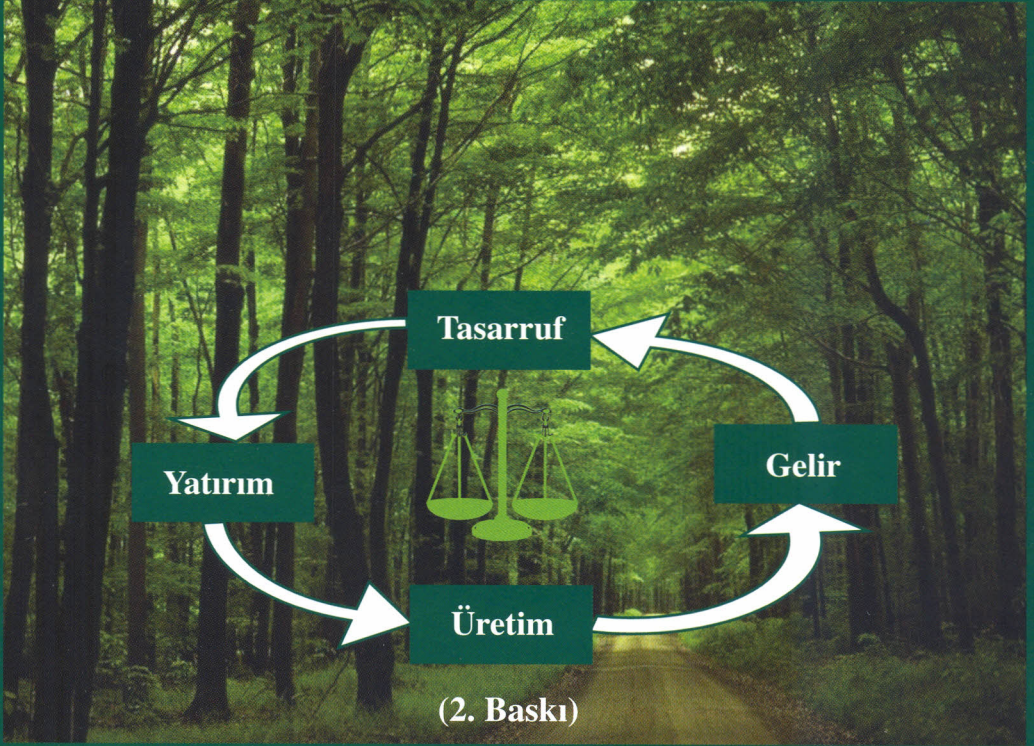 Tasarruf
Gelir
Yatırım
Üretim
(2. Baskı)